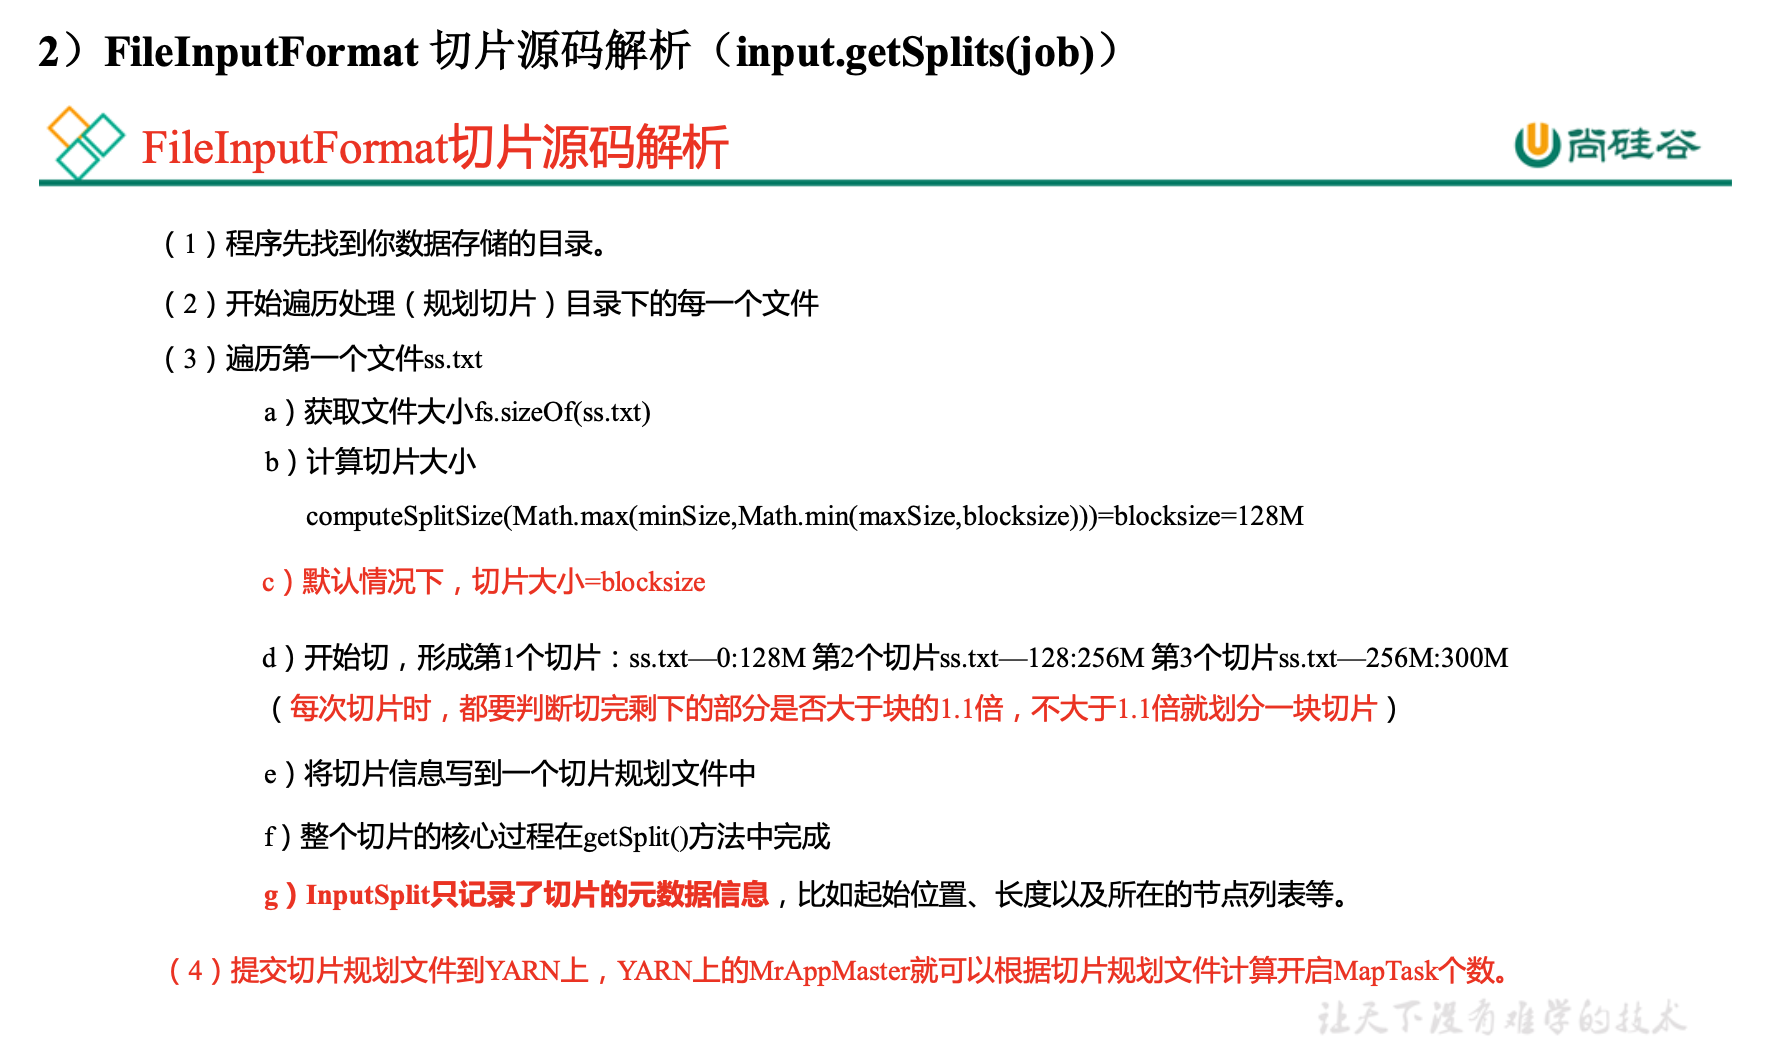 2）FileInputFormat 切片源码解析（input.getSplits(job)）
FileInputFormat切片源码解析
尚硅谷
（1）程序先找到你数据存储的目录。
（2）开始遍历处理（规划切片）目录下的每一个文件
（3）遍历第一个文件ss.txt
a）获取文件大小fs.sizeOf(ss.txt)
b）计算切片大小
computeSplitSize(Math.max(minSize,Math.min(maxSize,blocksize)))=blocksize=128M
c）默认情况下，切片大小=blocksize
d）开始切，形成第1个切片：ss.txt—0:128M 第2个切片ss.txt—128:256M 第3个切片ss.txt—256M:300M
（每次切片时，都要判断切完剩下的部分是否大于块的1.1倍，不大于1.1倍就划分一块切片）
e）将切片信息写到一个切片规划文件中
f）整个切片的核心过程在getSplit()方法中完成
g）InputSplit只记录了切片的元数据信息，比如起始位置、长度以及所在的节点列表等。
（4）提交切片规划文件到YARN上，YARN上的MrAppMaster就可以根据切片规划文件计算开启MapTask个数。
让天下没有难学的技术